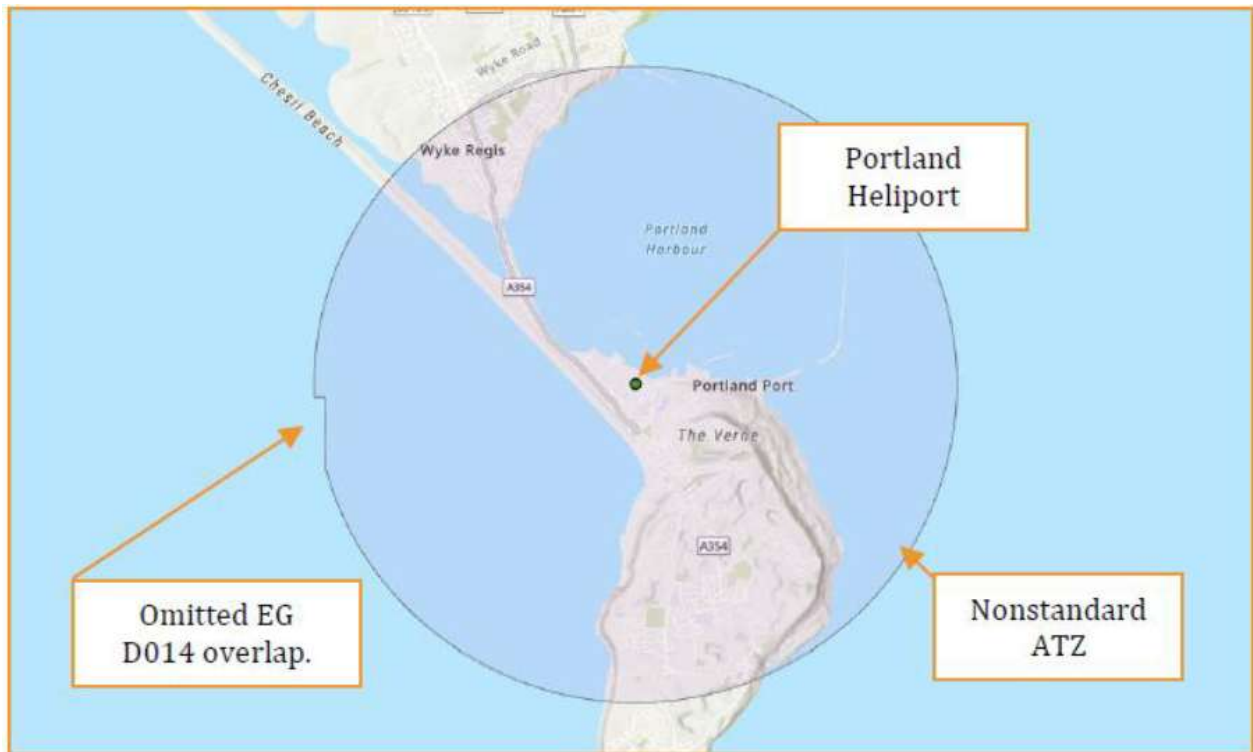 Wyke Road
Chesil Beach
Wyke Regis
Portland
Heliport
Portland
Harbour
A354
Portland Port
The Verne
A354
Omitted EG
D014 overlap.
Nonstandard
ATZ